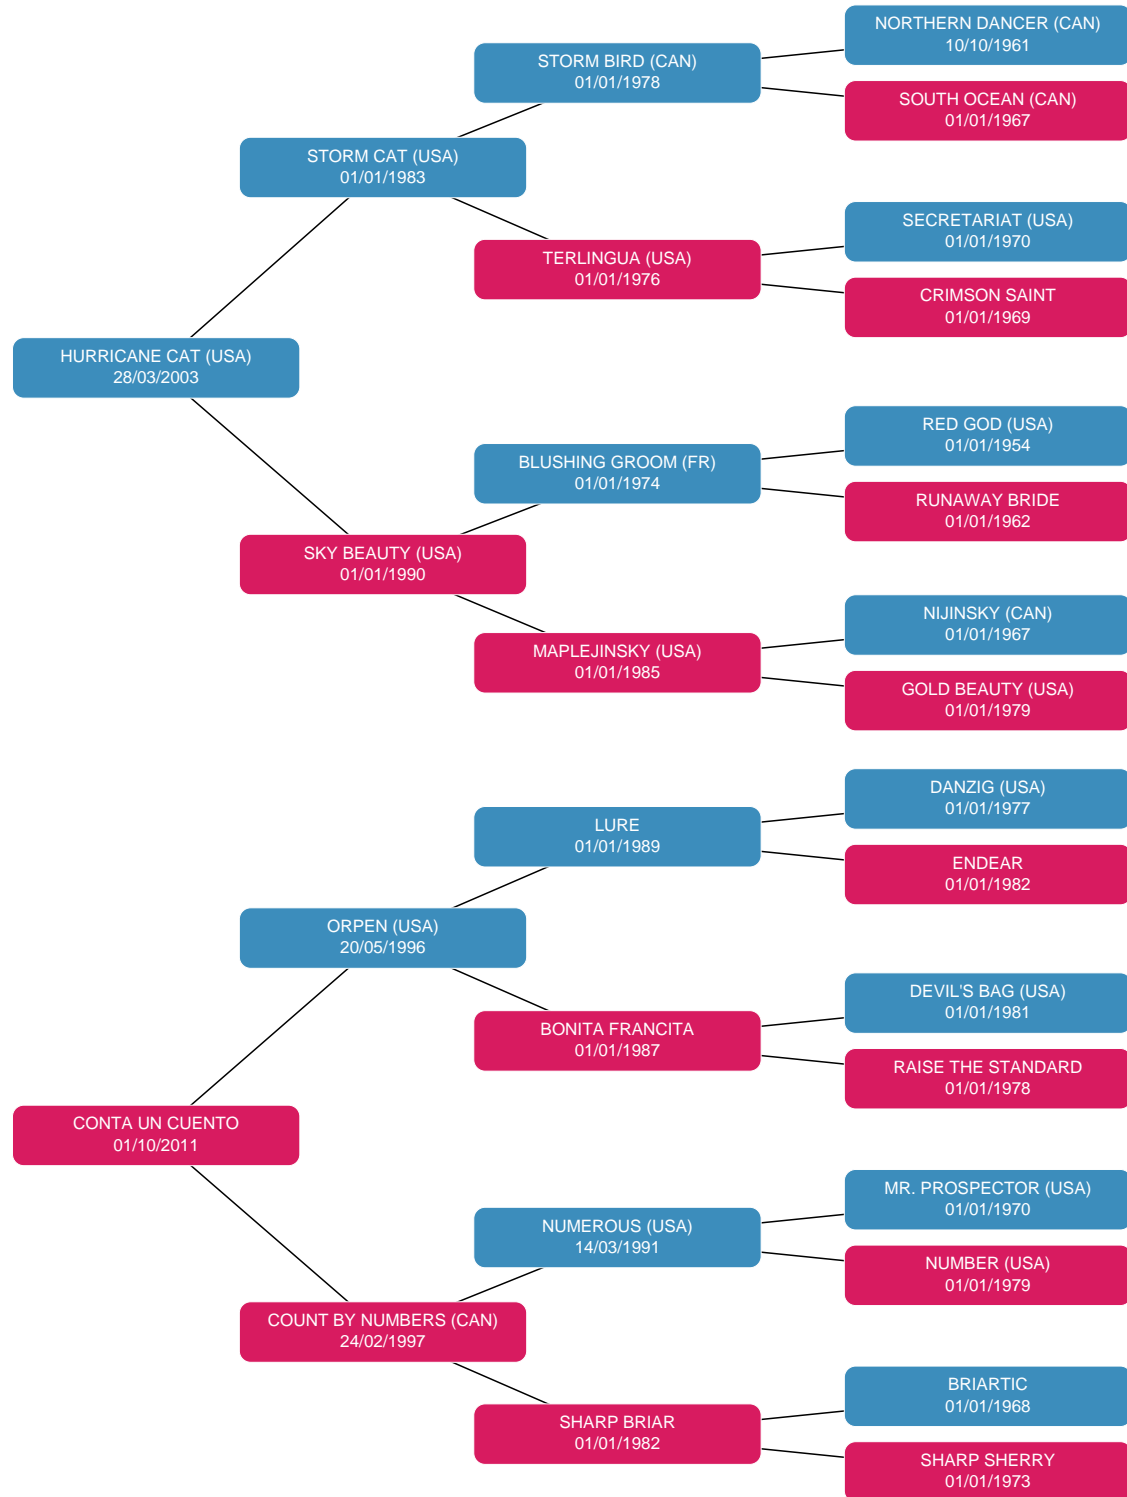 NORTHERN DANCER (CAN)
10/10/1961
STORM BIRD (CAN)
01/01/1978
SOUTH OCEAN (CAN)
01/01/1967
STORM CAT (USA)
01/01/1983
SECRETARIAT (USA)
01/01/1970
TERLINGUA (USA)
01/01/1976
CRIMSON SAINT
01/01/1969
HURRICANE CAT (USA)
28/03/2003
RED GOD (USA)
01/01/1954
BLUSHING GROOM (FR)
01/01/1974
RUNAWAY BRIDE
01/01/1962
SKY BEAUTY (USA)
01/01/1990
NIJINSKY (CAN)
01/01/1967
MAPLEJINSKY (USA)
01/01/1985
GOLD BEAUTY (USA)
01/01/1979
DANZIG (USA)
01/01/1977
LURE
01/01/1989
ENDEAR
01/01/1982
ORPEN (USA)
20/05/1996
DEVIL'S BAG (USA)
01/01/1981
BONITA FRANCITA
01/01/1987
RAISE THE STANDARD
01/01/1978
CONTA UN CUENTO
01/10/2011
MR. PROSPECTOR (USA)
01/01/1970
NUMEROUS (USA)
14/03/1991
NUMBER (USA)
01/01/1979
COUNT BY NUMBERS (CAN)
24/02/1997
BRIARTIC
01/01/1968
SHARP BRIAR
01/01/1982
SHARP SHERRY
01/01/1973